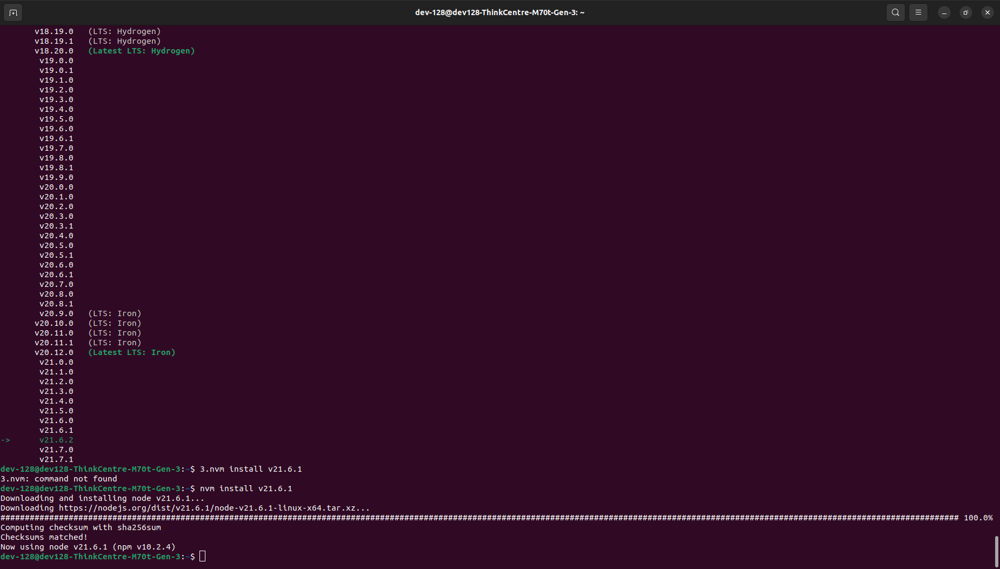 dev-128@dev128-ThinkCentre-M70t-Gen-3: ~
v18.19.0 (LTS: Hydrogen)
v18.19.1 (LTS: Hydrogen)
v18.20.0 (Latest LTS: Hydrogen)
v19.0.0
v19.0.1
v19.1.0
v19.2.0
v19.3.0
v19.4.0
v19.5.0
v19.6.0
v19.6.1
v19.7.0
v19.8.0
v19.8.1
v19.9.0
v20.0.0
v20.1.0
v20.2.0
v20.3.0
v20.3.1
v20.4.0
v20.5.0
v20.5.1
v20.6.0
v20.6.1
v20.7.0
v20.8.0
v20.8.1
v20.9.0 (LTS: Iron)
v20.10.0 (LTS: Iron)
v20.11.0 (LTS: Iron)
v20.11.1 (LTS: Iron)
v20.12.0 (Latest LTS: Iron)
v21.0.0
v21.1.0
v21.2.0
v21.3.0
v21.4.0
v21.5.0
v21.6.0
v21.6.1
-> v21.6.2
v21.7.0
v21.7.1
dev-128@dev128-ThinkCentre-M70t-Gen-3:~$ 3.nvm install v21.6.1
3.nvm: command not found
dev-128@dev128-ThinkCentre-M70t-Gen-3:~$ nvm install v21.6.1
Downloading and installing node v21.6.1...
Downloading https://nodejs.org/dist/v21.6.1/node-v21.6.1-linux-x64.tar.xz...
##################################################################################################################################################################################################### 100.0%
Computing checksum with sha256sum
Checksums matched!
Now using node v21.6.1 (npm v10.2.4)
dev-128@dev128-ThinkCentre-M70t-Gen-3:~$